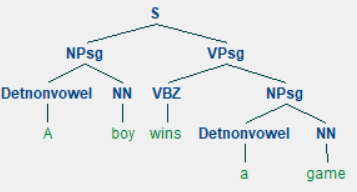 S
NPsg VPsg
Detnonvowel NN VBZ NPsg
A boy wins Detnonvowel NN
a game